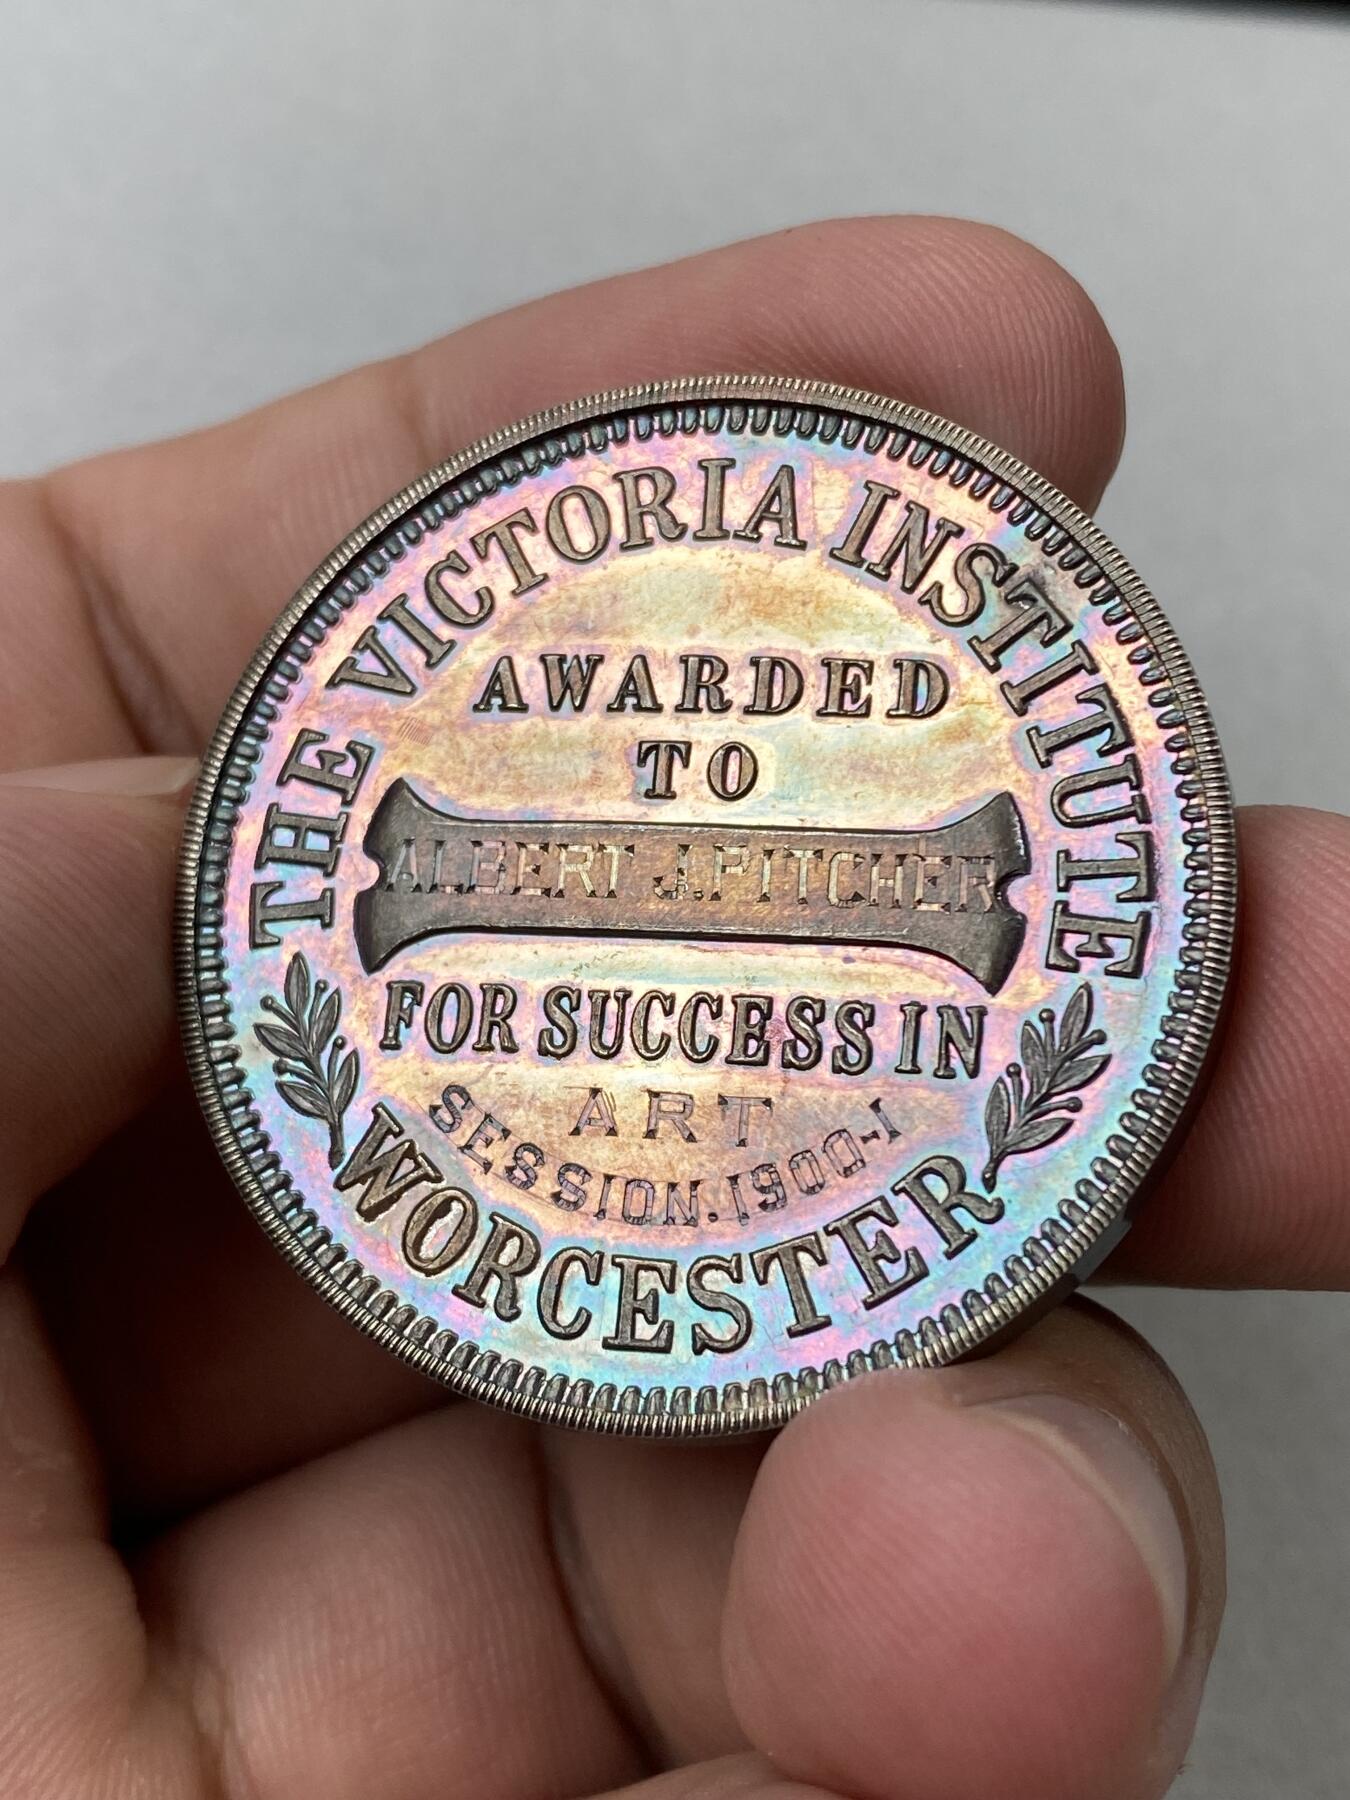 THE VICTORIA INSTITUTE
AWARDED
TO
ALBERT J. PITCHER
FOR SUCCESS IN
ART
SESSION. 1900-1
WORCESTER